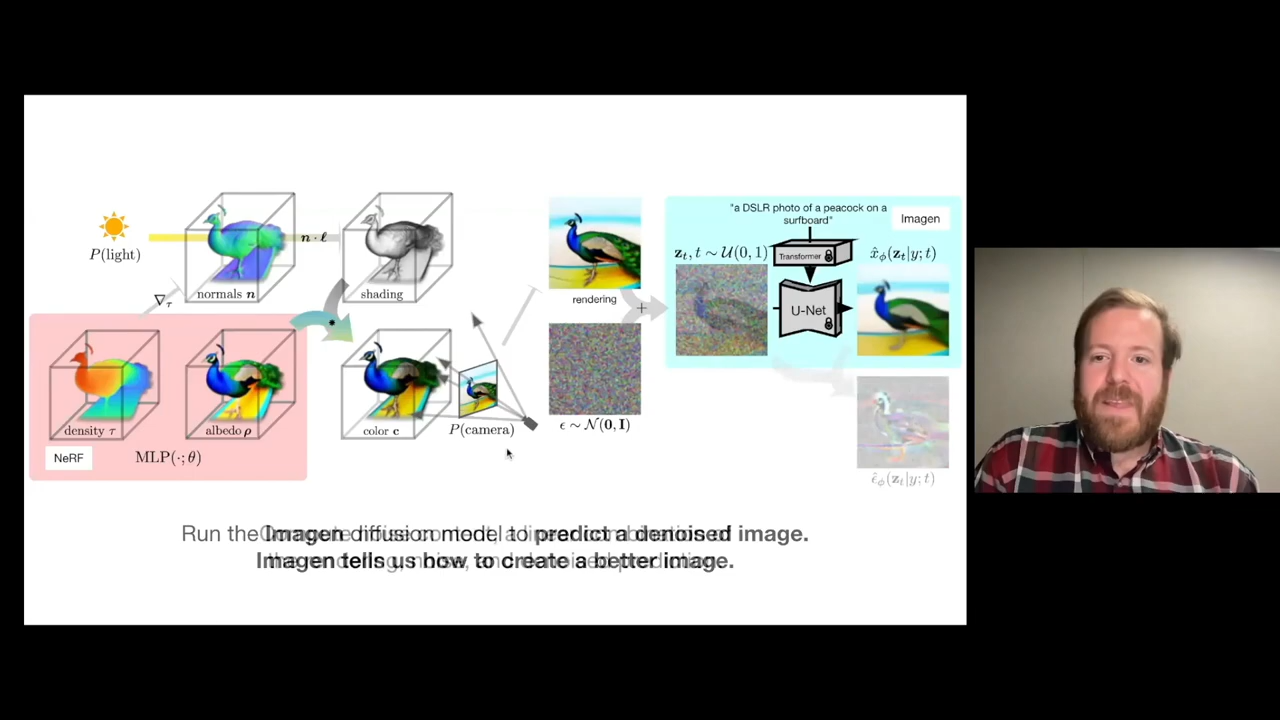 P(light)
normals n
n · ℓ
shading
∇τ
density τ
albedo ρ
NeRF
MLP(·; θ)
color c
P(camera)
rendering
ϵ ∼ N(0, I)
+
"a DSLR photo of a peacock on a
surfboard"
Imagen
z_t, t ∼ U(0, 1)
Transformer
x̂_ϕ(z_t|y; t)
U-Net
ϵ̂_ϕ(z_t|y; t)
Run the Imagen diffusion model to predict a denoised image.
Imagen tells us how to create a better image.